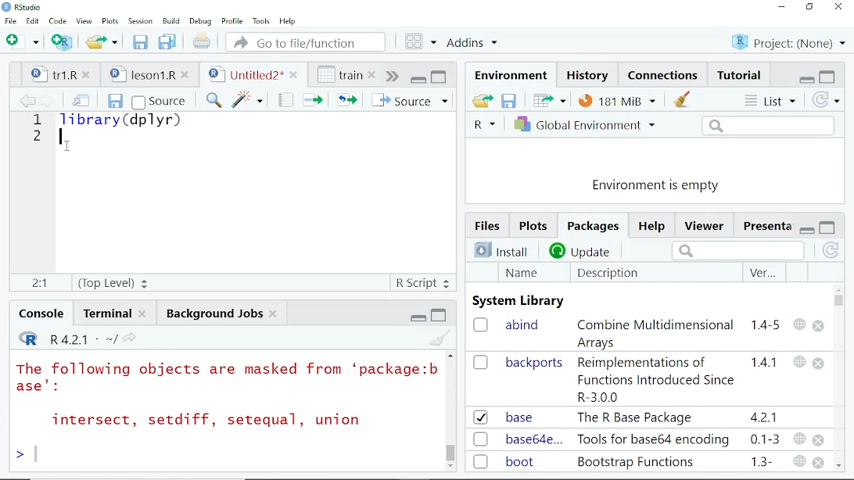 RStudio
File Edit Code View Plots Session Build Debug Profile Tools Help
Go to file/function Addins Project: (None)
tr1.R leson1.R Untitled2* train
Source Source
1 library(dplyr)
2
2:1 (Top Level) R Script
Console Terminal Background Jobs
R 4.2.1 · ~/
The following objects are masked from ‘package:b
ase’:
intersect, setdiff, setequal, union
>
Environment History Connections Tutorial
181 MiB List
R Global Environment
Environment is empty
Files Plots Packages Help Viewer Presenta
Install Update
Name Description Ver...
System Library
abind Combine Multidimensional 1.4-5
Arrays
backports Reimplementations of 1.4.1
Functions Introduced Since
R-3.0.0
base The R Base Package 4.2.1
base64e... Tools for base64 encoding 0.1-3
boot Bootstrap Functions 1.3-